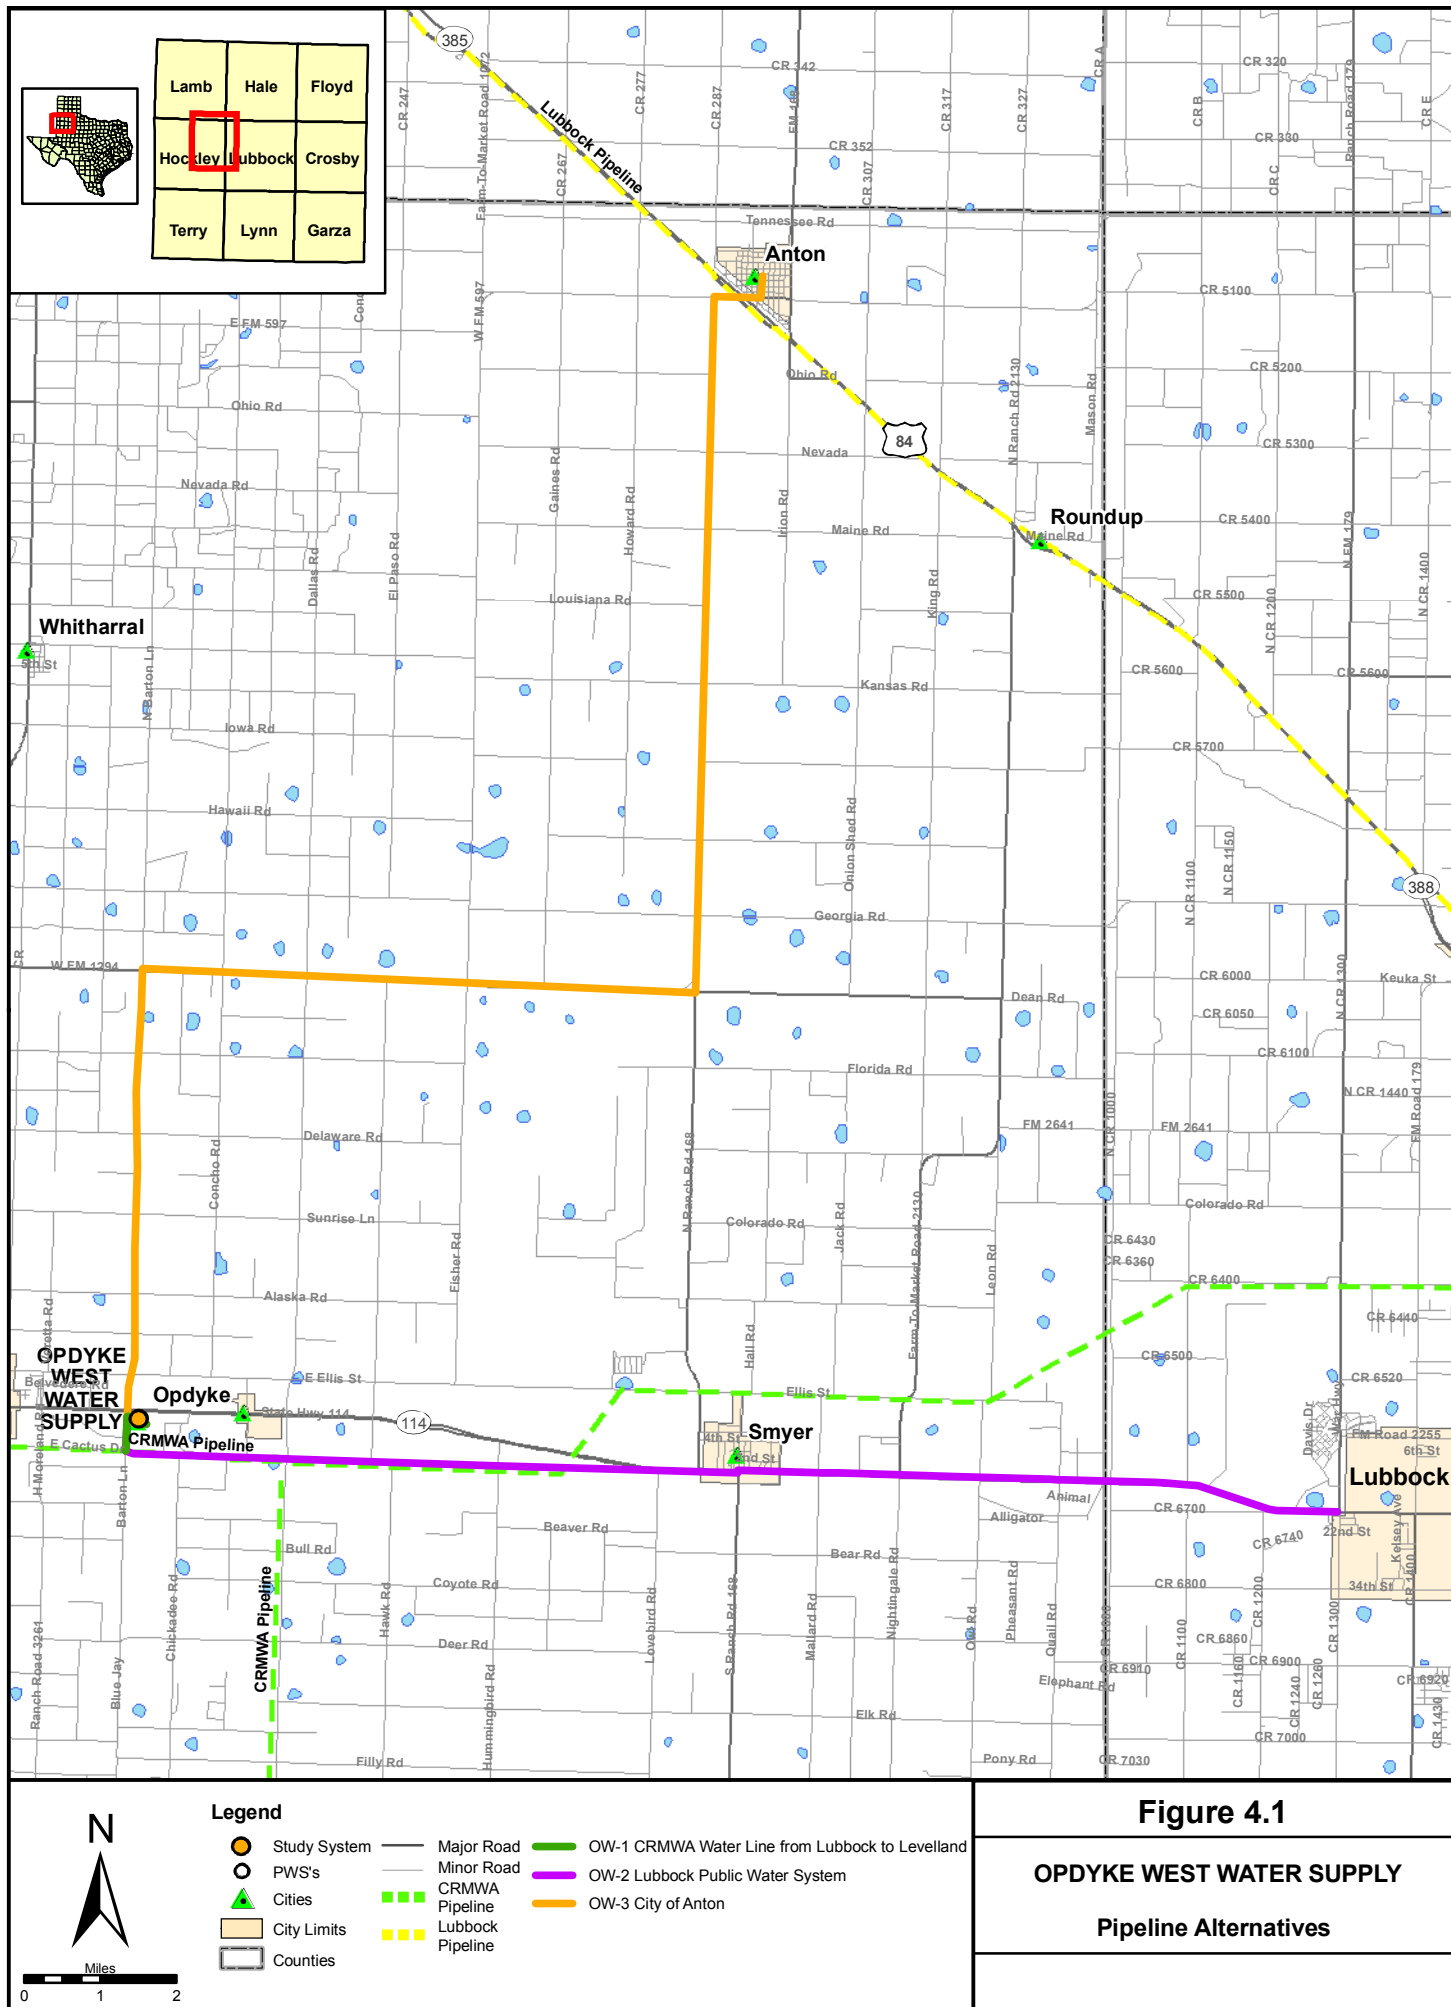 Lamb
Hale
Floyd
Hockley
Lubbock
Crosby
Terry
Lynn
Garza
385
CR 342
CR 320
CR A
CR B
Ranch Road 179
CR E
CR 247
Farm-To-Market Road 1072
CR 277
CR 287
FM 168
CR 317
CR 327
CR 330
CR 352
CR 267
CR 307
CR C
Lubbock Pipeline
Tennessee Rd
Anton
CR 5100
E FM 597
W FM 597
Ohio Rd
CR 5200
Ohio Rd
N Ranch Rd 2130
Mason Rd
84
Nevada
CR 5300
Nevada Rd
Gaines Rd
Howard Rd
Irion Rd
Roundup
Maine Rd
Maine Rd
CR 5400
N FM 179
Dallas Rd
El Paso Rd
Louisiana Rd
King Rd
CR 5500
N CR 1200
N CR 1400
Whitharral
5th St
N Barton Ln
Kansas Rd
CR 5600
CR 5600
Iowa Rd
CR 5700
Hawaii Rd
Onion Shed Rd
N CR 1100
N CR 1150
388
Georgia Rd
CR
W FM 1294
Dean Rd
CR 6000
Keuka St
N CR 1300
CR 6050
CR 6100
Florida Rd
N CR 1440
Delaware Rd
FM 2641
FM 2641
FM Road 179
N CR 1000
Concho Rd
N Ranch Rd 168
Colorado Rd
Sunrise Ln
Colorado Rd
Jack Rd
Farm-To-Market Road 2130
CR 6430
CR 6360
Fisher Rd
Leon Rd
CR 6400
Alaska Rd
CR 6440
Hall Rd
CR 6500
OPDYKE
WEST
WATER
SUPPLY
Belvedere Rd
E Ellis St
Ellis St
CR 6520
Opdyke
State Hwy 114
114
Smyer
4th St
2nd St
Davis Dr
FM Road 2255
6th St
Lubbock
E Cactus Dr
CRMWA Pipeline
H Moreland Rd
Barton Ln
Animal
Alligator
CR 6700
22nd St
Kelsey Ave
Beaver Rd
CR 6740
Bull Rd
Bear Rd
Coyote Rd
CR 6800
34th St
CR 1400
CRMWA Pipeline
Chickadee Rd
Hawk Rd
Lovebird Rd
S Ranch Rd 168
Mallard Rd
Nightingale Rd
Owl Rd
Pheasant Rd
Quail Rd
CR 1100
CR 1200
CR 1300
Deer Rd
CR 6860
CR 6900
CR 6910
CR 6920
Ranch Road 3261
Blue Jay
Hummingbird Rd
Elephant Rd
CR 1160
CR 1240
CR 1260
CR 1430
Elk Rd
CR 7000
Filly Rd
Pony Rd
CR 7030
N
Miles
0 1 2
Legend
Study System
PWS's
Cities
City Limits
Counties
Major Road
Minor Road
CRMWA
Pipeline
Lubbock
Pipeline
OW-1 CRMWA Water Line from Lubbock to Levelland
OW-2 Lubbock Public Water System
OW-3 City of Anton
Figure 4.1
OPDYKE WEST WATER SUPPLY
Pipeline Alternatives